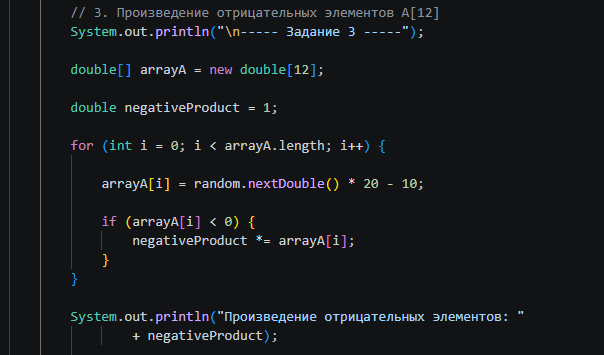 // 3. Произведение отрицательных элементов A[12]
System.out.println("\n----- Задание 3 -----");
double[] arrayA = new double[12];
double negativeProduct = 1;
for (int i = 0; i < arrayA.length; i++) {
arrayA[i] = random.nextDouble() * 20 - 10;
if (arrayA[i] < 0) {
negativeProduct *= arrayA[i];
}
}
System.out.println("Произведение отрицательных элементов: "
+ negativeProduct);